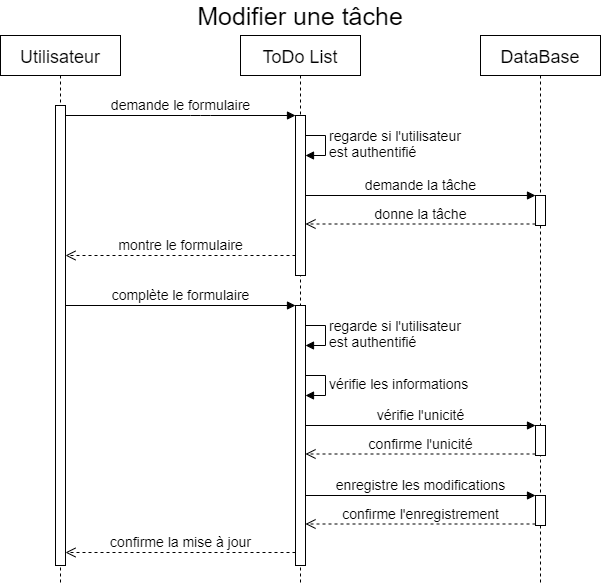 Modifier une tâche
Utilisateur
ToDo List
DataBase
demande le formulaire
regarde si l'utilisateur
est authentifié
demande la tâche
donne la tâche
montre le formulaire
complète le formulaire
regarde si l'utilisateur
est authentifié
vérifie les informations
vérifie l'unicité
confirme l'unicité
enregistre les modifications
confirme l'enregistrement
confirme la mise à jour